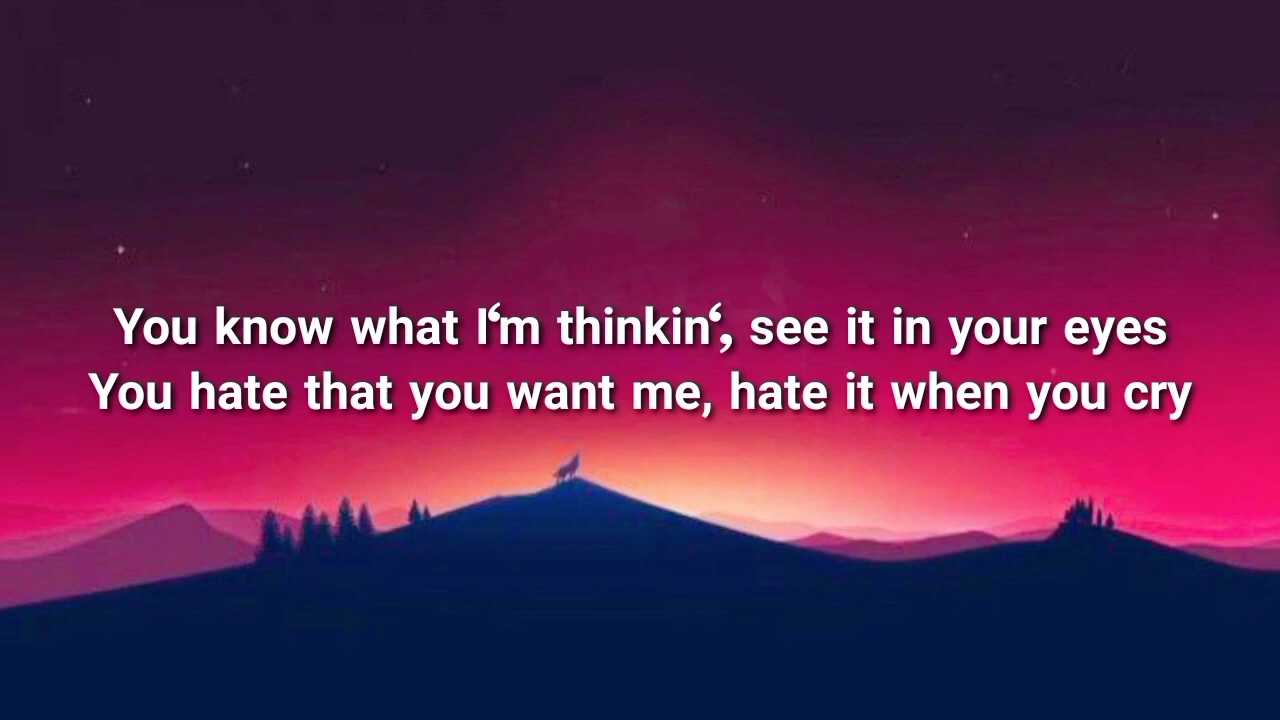 You know what I‘m thinkin‘, see it in your eyes
You hate that you want me, hate it when you cry